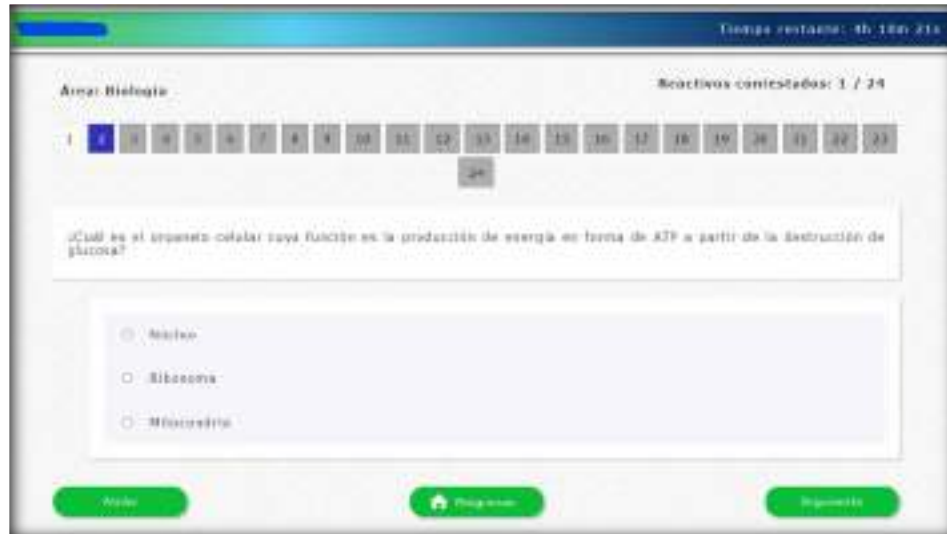 Tiempo restante: 4h 18m 21s
Área: Biología
Reactivos contestados: 1 / 24
1 2 3 4 5 6 7 8 9 10 11 12 13 14 15 16 17 18 19 20 21 22 23
24
¿Cuál es el organelo celular cuya función es la producción de energía en forma de ATP a partir de la destrucción de
glucosa?
Núcleo
Ribosoma
Mitocondria
Regresar
Siguiente